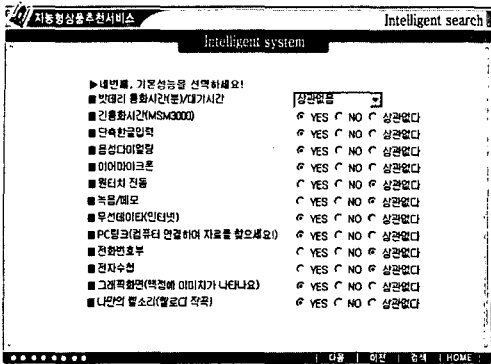 지능형상품추천서비스
Intelligent search
Intelligent system
▶네번째, 기본성능을 선택하세요!
■ 밧데리 통화시간(분)/대기시간 상관없음
■ 긴통화시간(MSM3000) YES NO 상관없다
■ 단축한글입력 YES NO 상관없다
■ 음성다이얼링 YES NO 상관없다
■ 이어마이크폰 YES NO 상관없다
■ 원터치 진동 YES NO 상관없다
■ 녹음/메모 YES NO 상관없다
■ 무선데이타(인터넷) YES NO 상관없다
■ PC링크(컴퓨터 연결하여 자료를 찾으세요!) YES NO 상관없다
■ 전화번호부 YES NO 상관없다
■ 전자수첩 YES NO 상관없다
■ 그래픽화면(액정에 이미지가 나타나요) YES NO 상관없다
■ 나만의 벨소리(멜로디 작곡) YES NO 상관없다
| 다음 | 이전 | 검색 | HOME |